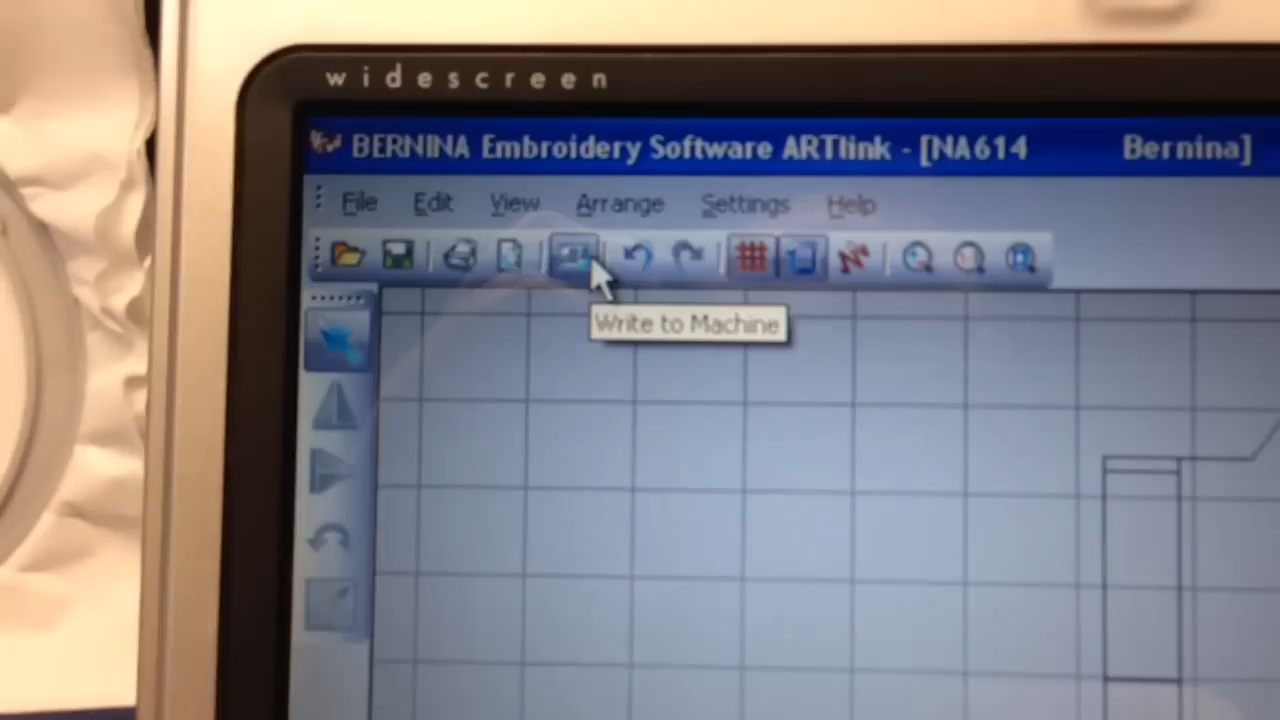 widescreen
BERNINA Embroidery Software ARTlink - [NA614 Bernina]
File Edit View Arrange Settings Help
Write to Machine